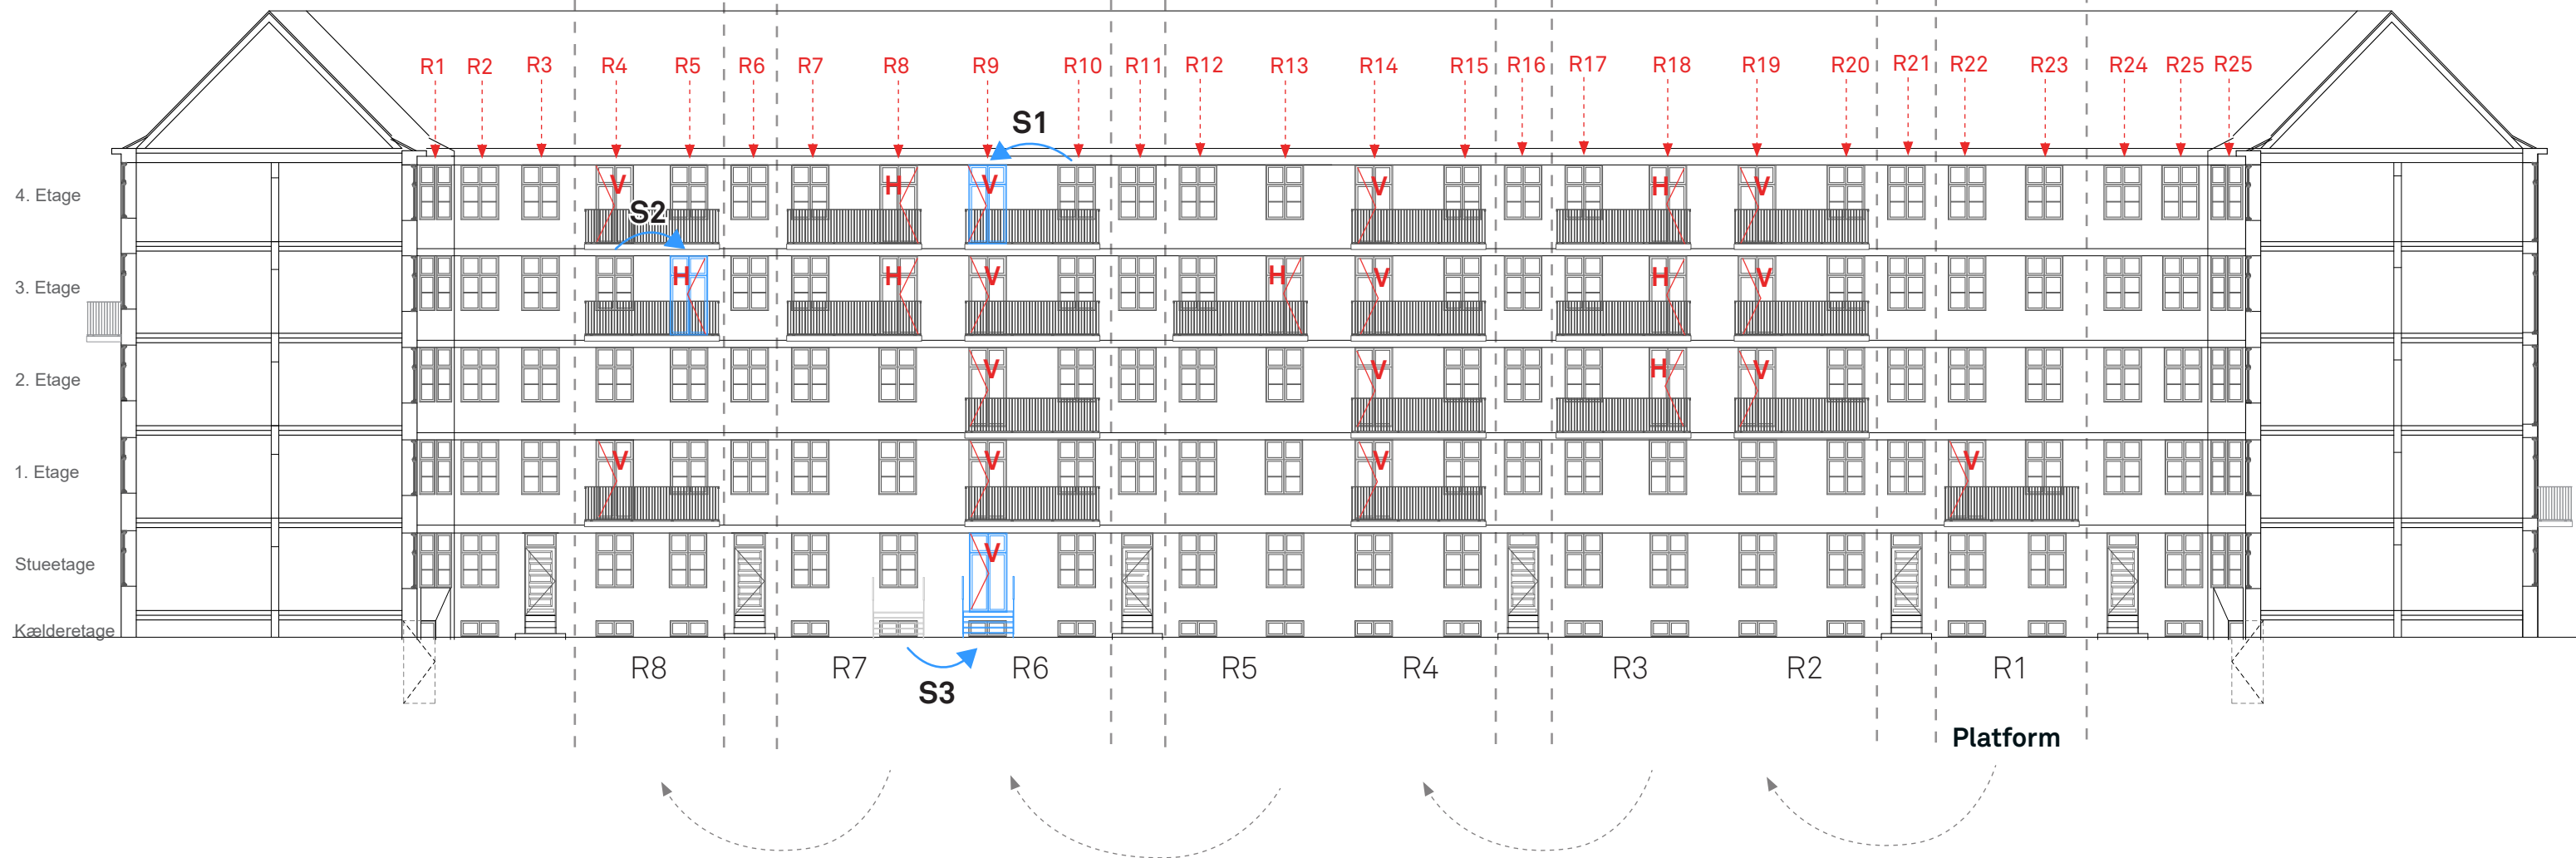 R1 R2 R3 R4 R5 R6 R7 R8 R9 R10 R11 R12 R13 R14 R15 R16 R17 R18 R19 R20 R21 R22 R23 R24 R25 R25
S1
4. Etage V H V V H V
S2
3. Etage H H V H V H V
2. Etage V V H V
1. Etage V V V V
Stueetage V
Kælderetage
R8 R7 R6 R5 R4 R3 R2 R1
S3
Platform